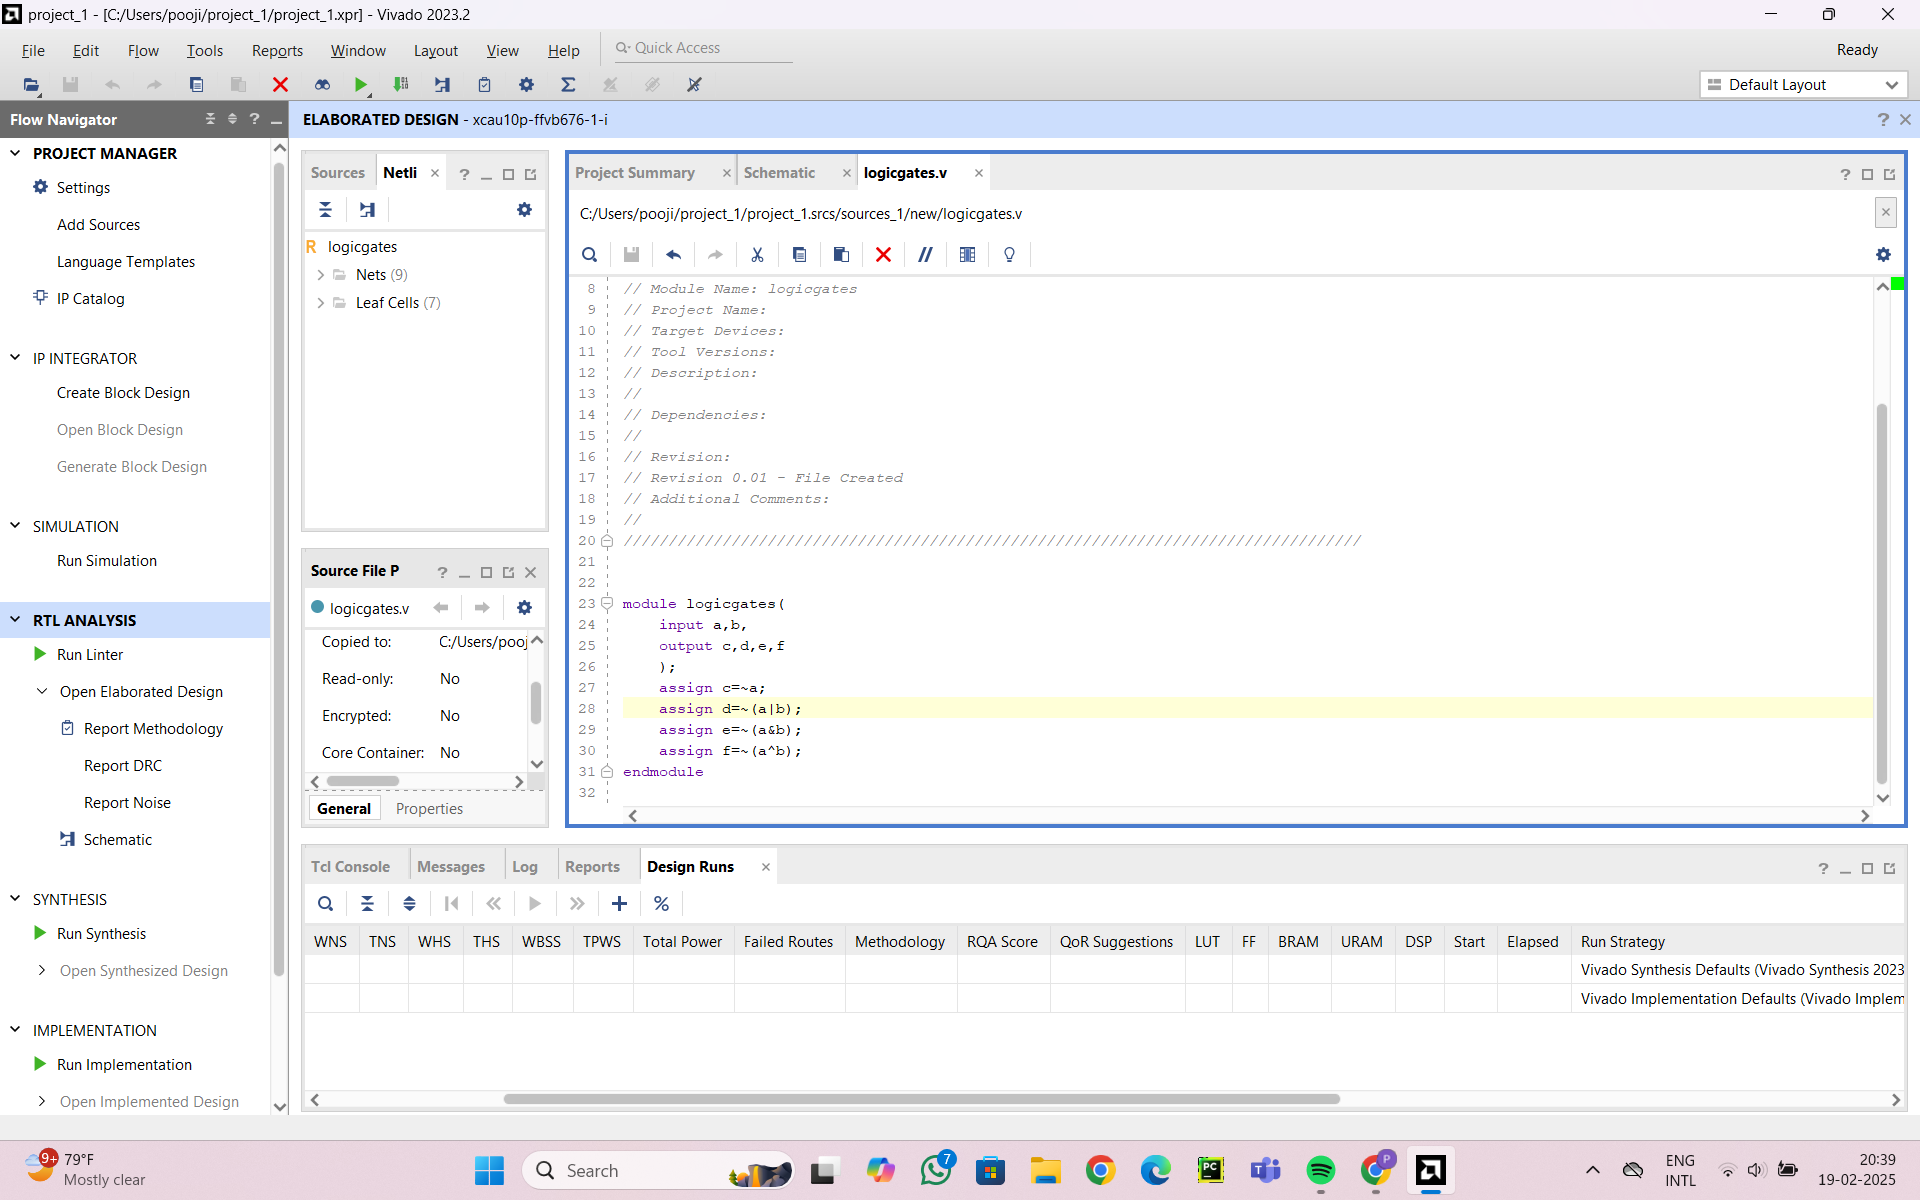 project_1 - [C:/Users/pooji/project_1/project_1.xpr] - Vivado 2023.2
File Edit Flow Tools Reports Window Layout View Help Quick Access
Ready
Default Layout
Flow Navigator
PROJECT MANAGER
Settings
Add Sources
Language Templates
IP Catalog
IP INTEGRATOR
Create Block Design
Open Block Design
Generate Block Design
SIMULATION
Run Simulation
RTL ANALYSIS
Run Linter
Open Elaborated Design
Report Methodology
Report DRC
Report Noise
Schematic
SYNTHESIS
Run Synthesis
Open Synthesized Design
IMPLEMENTATION
Run Implementation
Open Implemented Design
ELABORATED DESIGN - xcau10p-ffvb676-1-i
Sources Netli
R logicgates
Nets (9)
Leaf Cells (7)
Source File P
logicgates.v
Copied to: C:/Users/pooj
Read-only: No
Encrypted: No
Core Container: No
General Properties
Project Summary Schematic logicgates.v
C:/Users/pooji/project_1/project_1.srcs/sources_1/new/logicgates.v
8 // Module Name: logicgates
9 // Project Name:
10 // Target Devices:
11 // Tool Versions:
12 // Description:
13 //
14 // Dependencies:
15 //
16 // Revision:
17 // Revision 0.01 - File Created
18 // Additional Comments:
19 //
20 //////////////////////////////////////////////////////////////////////////////////
21
22
23 module logicgates(
24 input a,b,
25 output c,d,e,f
26 );
27 assign c=~a;
28 assign d=~(a|b);
29 assign e=~(a&b);
30 assign f=~(a^b);
31 endmodule
32
Tcl Console Messages Log Reports Design Runs
WNS TNS WHS THS WBSS TPWS Total Power Failed Routes Methodology RQA Score QoR Suggestions LUT FF BRAM URAM DSP Start Elapsed Run Strategy
Vivado Synthesis Defaults (Vivado Synthesis 2023
Vivado Implementation Defaults (Vivado Implem
9+
79°F
Mostly clear
Search
7
PC
P
ENG
INTL
20:39
19-02-2025